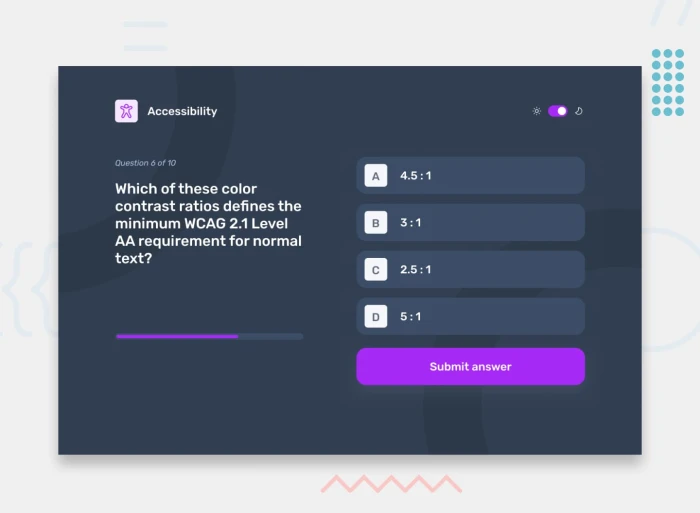 Accessibility
Question 6 of 10
Which of these color
contrast ratios defines the
minimum WCAG 2.1 Level
AA requirement for normal
text?
A 4.5 : 1
B 3 : 1
C 2.5 : 1
D 5 : 1
Submit answer